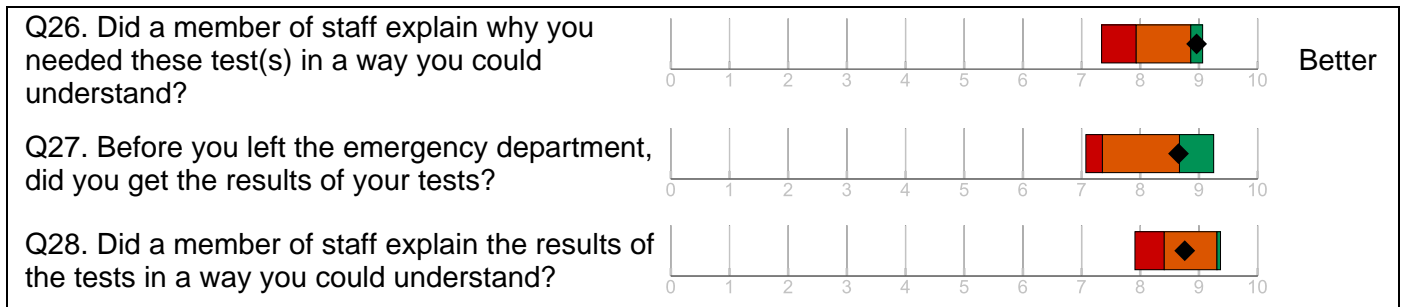 Q26. Did a member of staff explain why you
needed these test(s) in a way you could
understand?
0 1 2 3 4 5 6 7 8 9 10
Better
Q27. Before you left the emergency department,
did you get the results of your tests?
0 1 2 3 4 5 6 7 8 9 10
Q28. Did a member of staff explain the results of
the tests in a way you could understand?
0 1 2 3 4 5 6 7 8 9 10